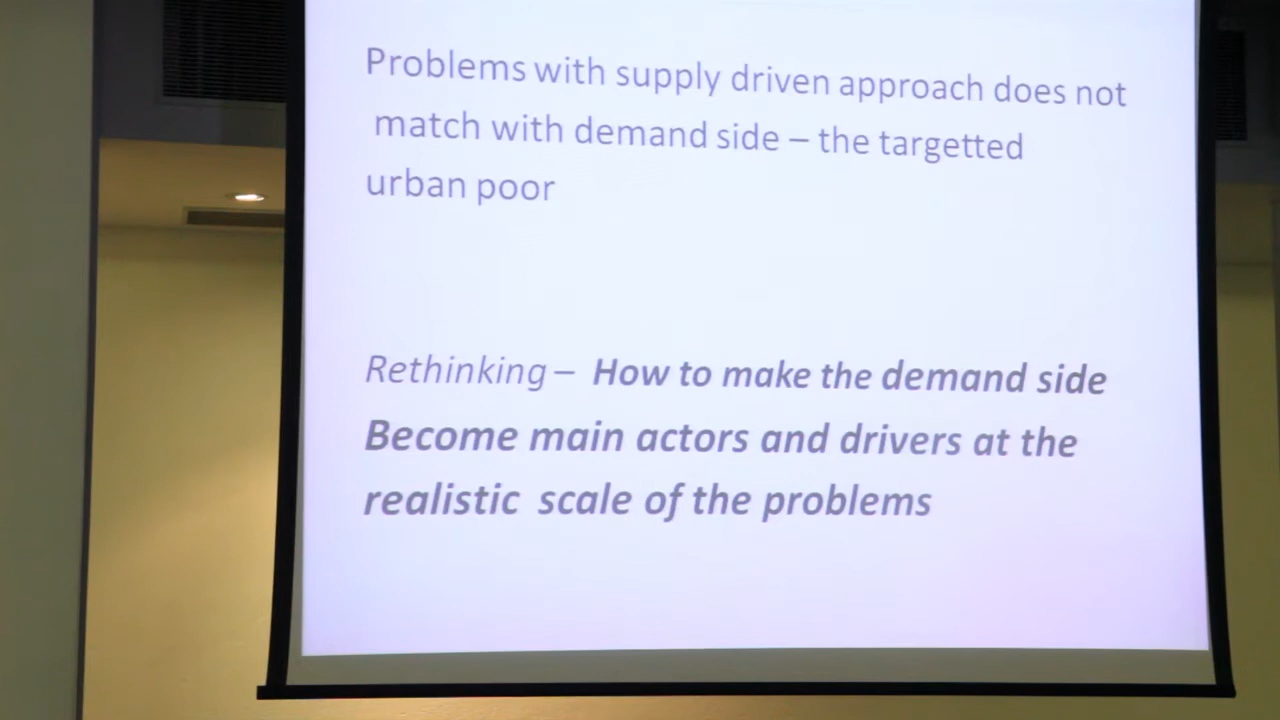 Problems with supply driven approach does not
match with demand side – the targetted
urban poor
Rethinking – How to make the demand side
Become main actors and drivers at the
realistic scale of the problems